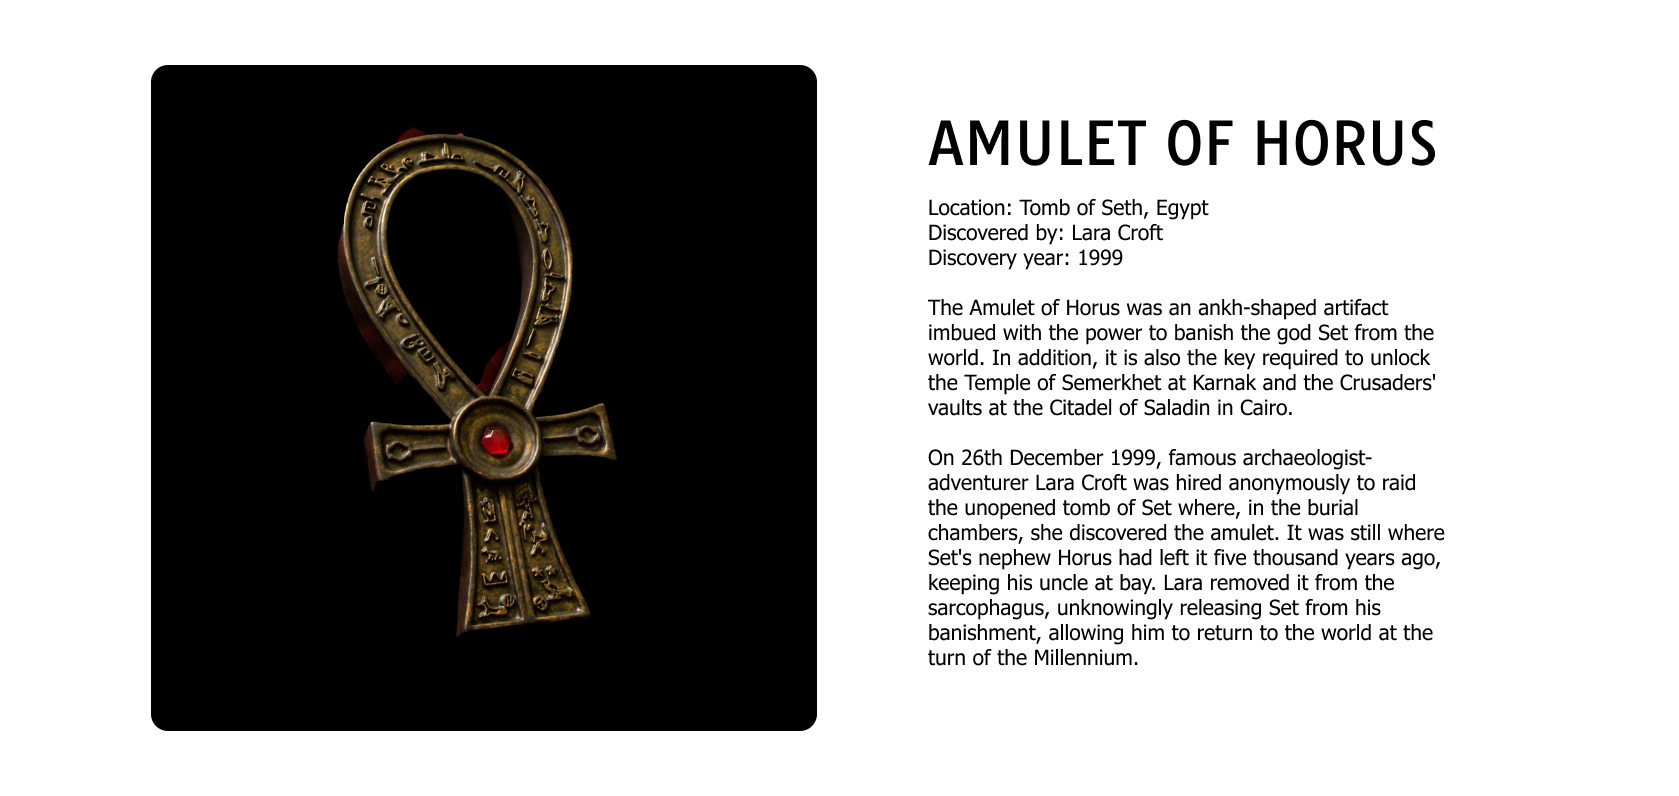 AMULET OF HORUS
Location: Tomb of Seth, Egypt
Discovered by: Lara Croft
Discovery year: 1999
The Amulet of Horus was an ankh-shaped artifact
imbued with the power to banish the god Set from the
world. In addition, it is also the key required to unlock
the Temple of Semerkhet at Karnak and the Crusaders'
vaults at the Citadel of Saladin in Cairo.
On 26th December 1999, famous archaeologist-
adventurer Lara Croft was hired anonymously to raid
the unopened tomb of Set where, in the burial
chambers, she discovered the amulet. It was still where
Set's nephew Horus had left it five thousand years ago,
keeping his uncle at bay. Lara removed it from the
sarcophagus, unknowingly releasing Set from his
banishment, allowing him to return to the world at the
turn of the Millennium.